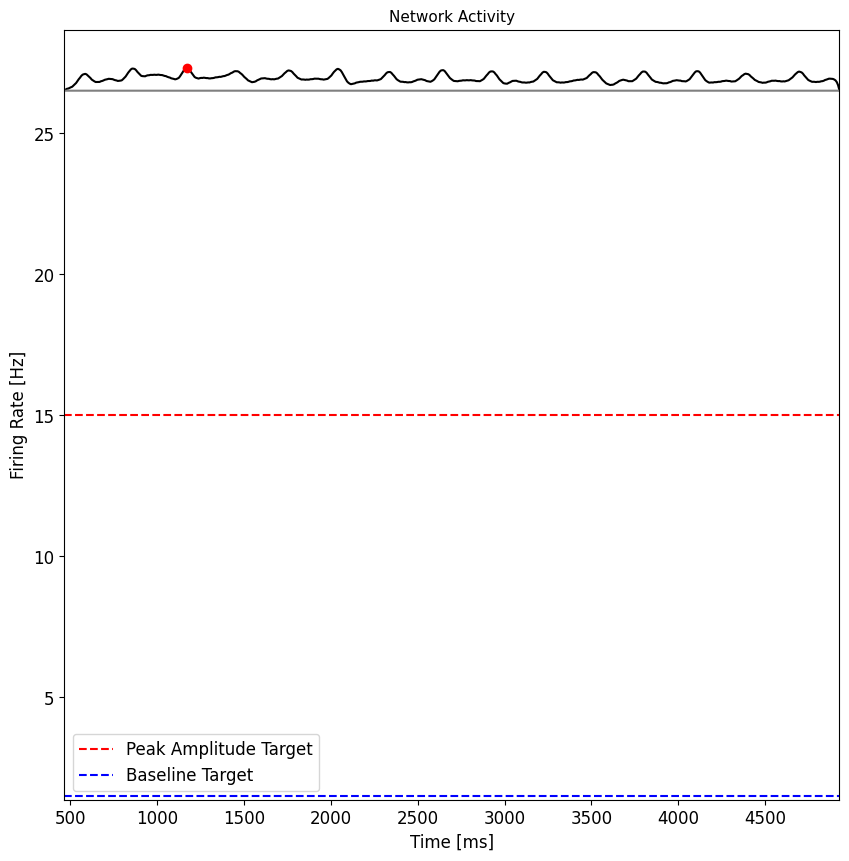 Network Activity
Firing Rate [Hz]
25
20
15
10
5
Peak Amplitude Target
Baseline Target
500 1000 1500 2000 2500 3000 3500 4000 4500
Time [ms]